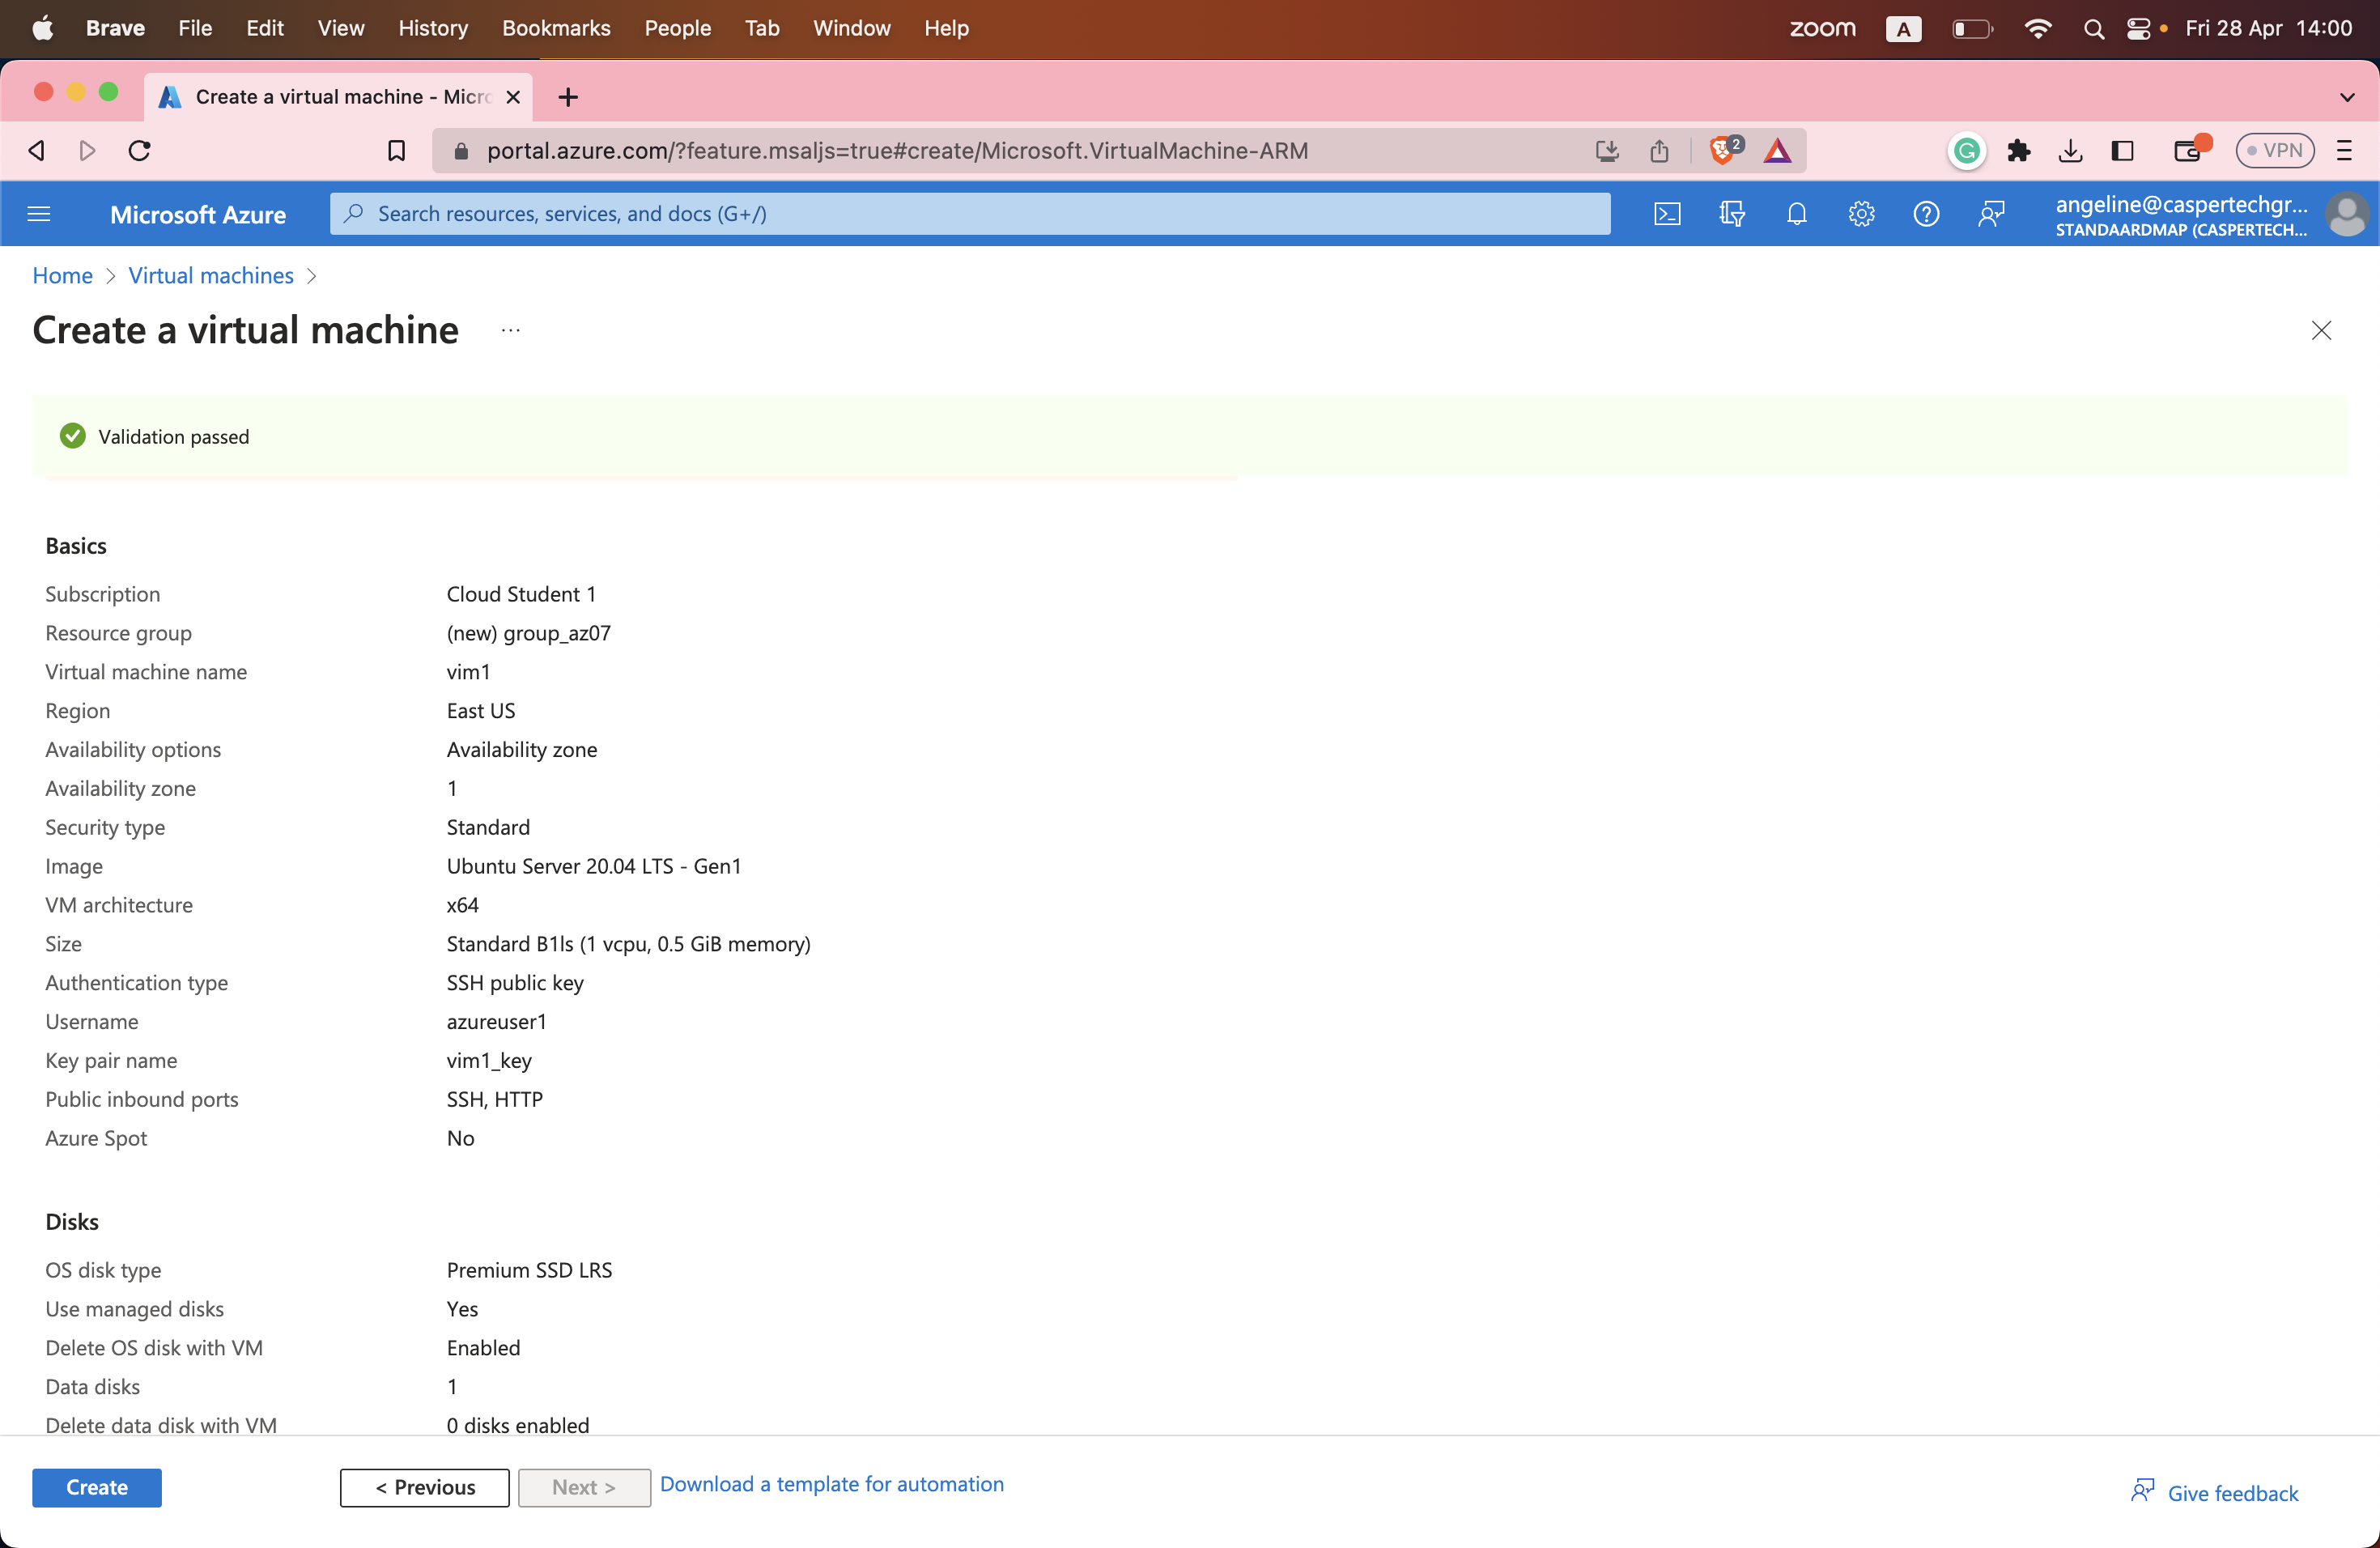 Brave File Edit View History Bookmarks People Tab Window Help zoom A Fri 28 Apr 14:00
Create a virtual machine - Micro
portal.azure.com/?feature.msaljs=true#create/Microsoft.VirtualMachine-ARM 2 VPN
Microsoft Azure Search resources, services, and docs (G+/) angeline@caspertechgr...
STANDAARDMAP (CASPERTECH...
Home > Virtual machines >
Create a virtual machine ...
Validation passed
Basics
Subscription Cloud Student 1
Resource group (new) group_az07
Virtual machine name vim1
Region East US
Availability options Availability zone
Availability zone 1
Security type Standard
Image Ubuntu Server 20.04 LTS - Gen1
VM architecture x64
Size Standard B1ls (1 vcpu, 0.5 GiB memory)
Authentication type SSH public key
Username azureuser1
Key pair name vim1_key
Public inbound ports SSH, HTTP
Azure Spot No
Disks
OS disk type Premium SSD LRS
Use managed disks Yes
Delete OS disk with VM Enabled
Data disks 1
Delete data disk with VM 0 disks enabled
Create < Previous Next > Download a template for automation Give feedback